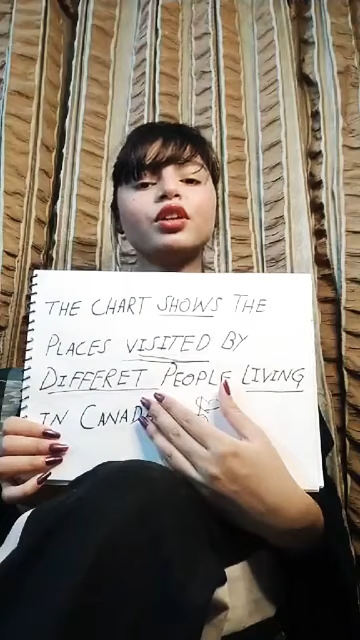 THE CHART SHOWS THE
PLACES VISITED BY
DIFFERET PEOPLE LIVING
IN CANADA